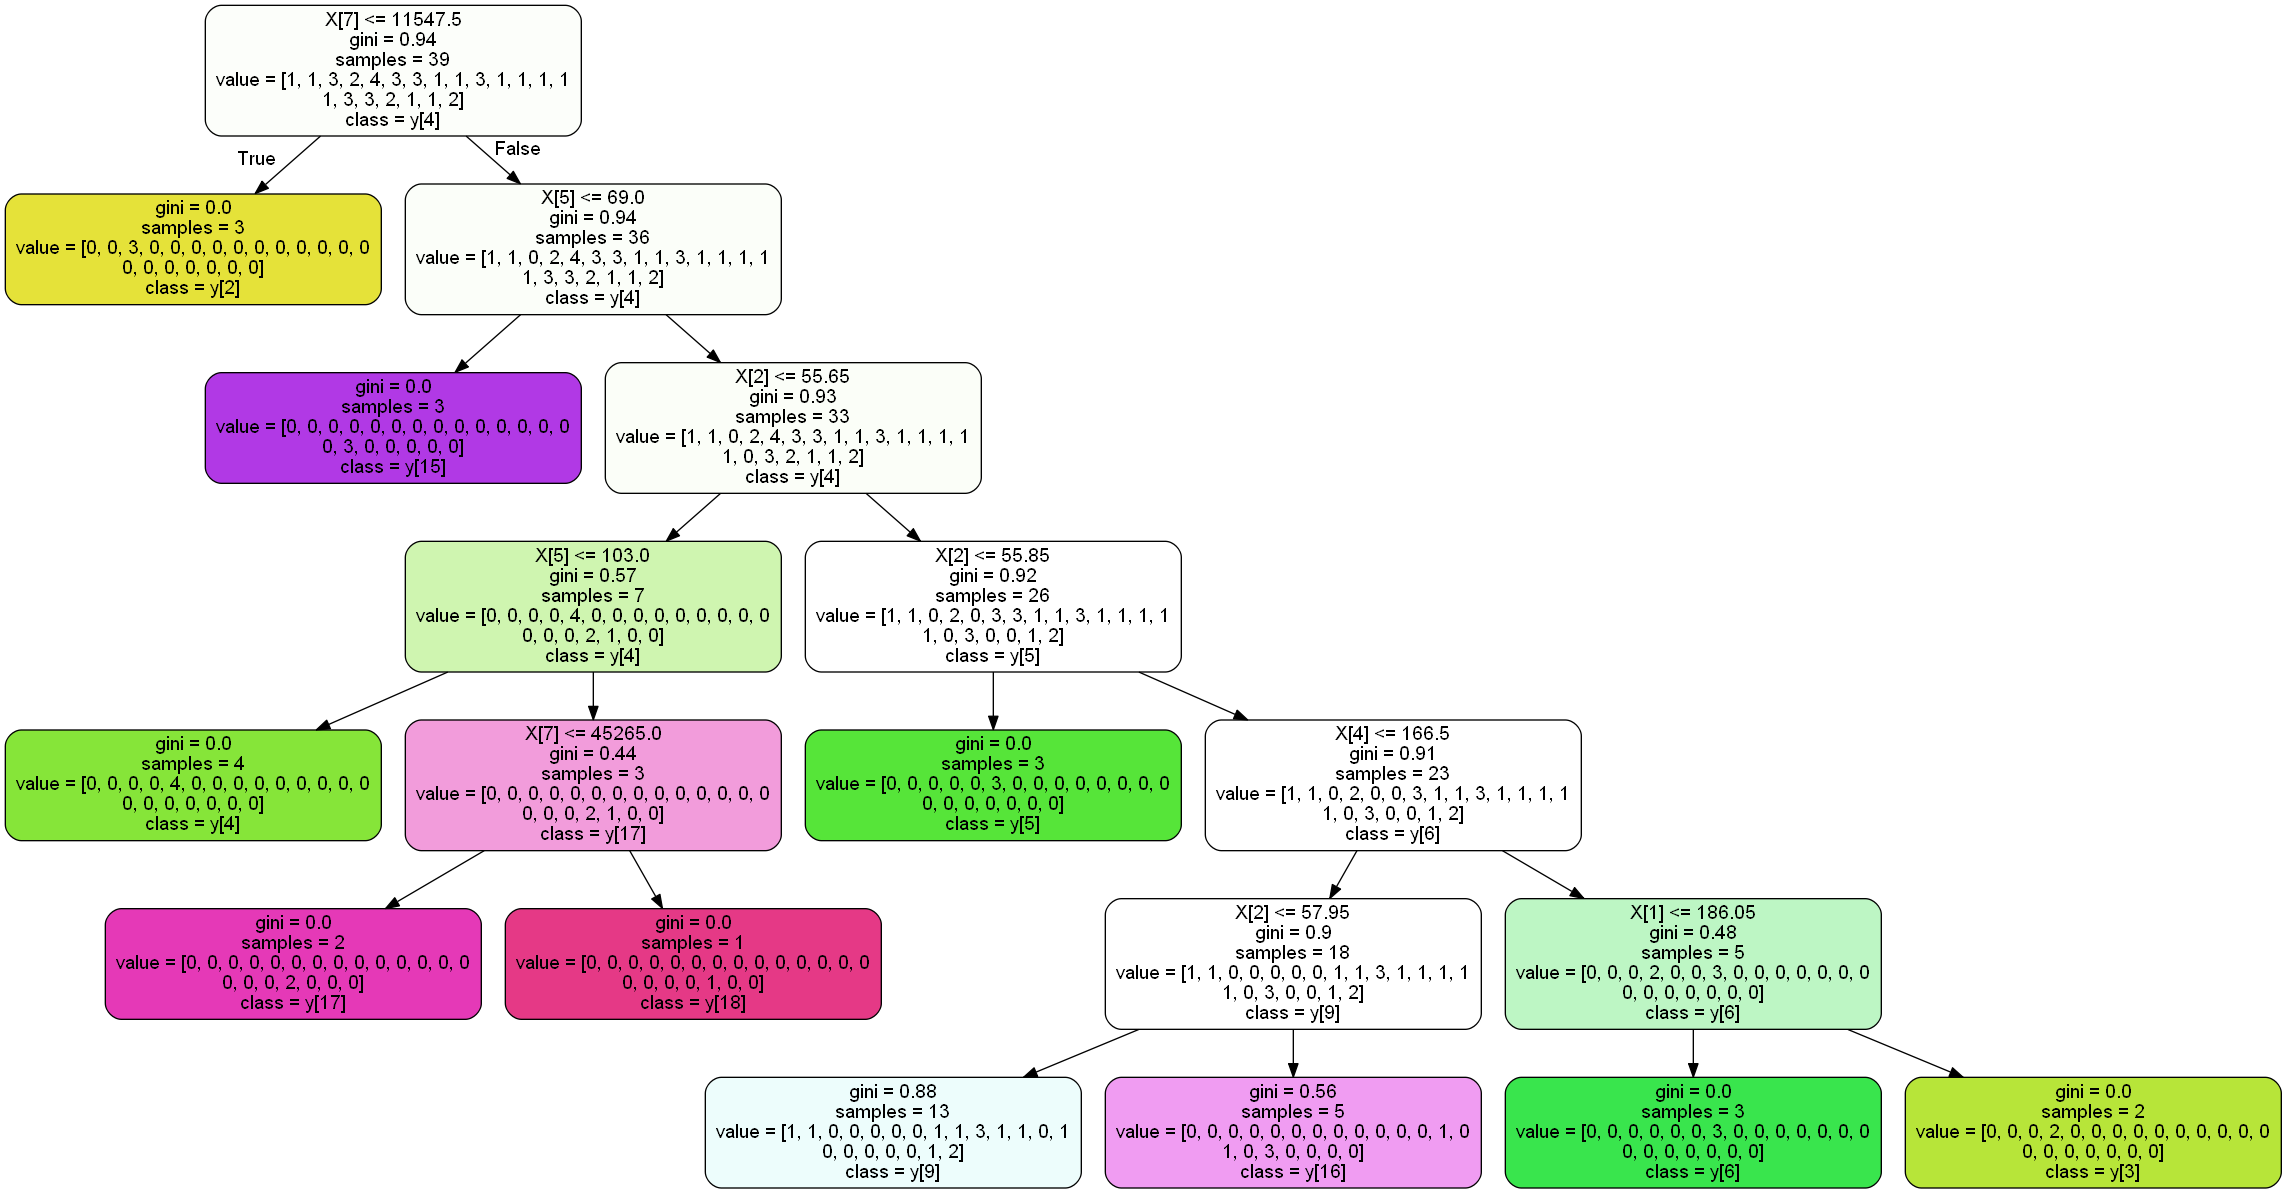 X[7] <= 11547.5
gini = 0.94
samples = 39
value = [1, 1, 3, 2, 4, 3, 3, 1, 1, 3, 1, 1, 1, 1
1, 3, 3, 2, 1, 1, 2]
class = y[4]
True
False
gini = 0.0
samples = 3
value = [0, 0, 3, 0, 0, 0, 0, 0, 0, 0, 0, 0, 0, 0
0, 0, 0, 0, 0, 0, 0]
class = y[2]
X[5] <= 69.0
gini = 0.94
samples = 36
value = [1, 1, 0, 2, 4, 3, 3, 1, 1, 3, 1, 1, 1, 1
1, 3, 3, 2, 1, 1, 2]
class = y[4]
gini = 0.0
samples = 3
value = [0, 0, 0, 0, 0, 0, 0, 0, 0, 0, 0, 0, 0, 0
0, 3, 0, 0, 0, 0, 0]
class = y[15]
X[2] <= 55.65
gini = 0.93
samples = 33
value = [1, 1, 0, 2, 4, 3, 3, 1, 1, 3, 1, 1, 1, 1
1, 0, 3, 2, 1, 1, 2]
class = y[4]
X[5] <= 103.0
gini = 0.57
samples = 7
value = [0, 0, 0, 0, 4, 0, 0, 0, 0, 0, 0, 0, 0, 0
0, 0, 0, 2, 1, 0, 0]
class = y[4]
X[2] <= 55.85
gini = 0.92
samples = 26
value = [1, 1, 0, 2, 0, 3, 3, 1, 1, 3, 1, 1, 1, 1
1, 0, 3, 0, 0, 1, 2]
class = y[5]
gini = 0.0
samples = 4
value = [0, 0, 0, 0, 4, 0, 0, 0, 0, 0, 0, 0, 0, 0
0, 0, 0, 0, 0, 0, 0]
class = y[4]
X[7] <= 45265.0
gini = 0.44
samples = 3
value = [0, 0, 0, 0, 0, 0, 0, 0, 0, 0, 0, 0, 0, 0
0, 0, 0, 2, 1, 0, 0]
class = y[17]
gini = 0.0
samples = 3
value = [0, 0, 0, 0, 0, 3, 0, 0, 0, 0, 0, 0, 0, 0
0, 0, 0, 0, 0, 0, 0]
class = y[5]
X[4] <= 166.5
gini = 0.91
samples = 23
value = [1, 1, 0, 2, 0, 0, 3, 1, 1, 3, 1, 1, 1, 1
1, 0, 3, 0, 0, 1, 2]
class = y[6]
gini = 0.0
samples = 2
value = [0, 0, 0, 0, 0, 0, 0, 0, 0, 0, 0, 0, 0, 0
0, 0, 0, 2, 0, 0, 0]
class = y[17]
gini = 0.0
samples = 1
value = [0, 0, 0, 0, 0, 0, 0, 0, 0, 0, 0, 0, 0, 0
0, 0, 0, 0, 1, 0, 0]
class = y[18]
X[2] <= 57.95
gini = 0.9
samples = 18
value = [1, 1, 0, 0, 0, 0, 0, 1, 1, 3, 1, 1, 1, 1
1, 0, 3, 0, 0, 1, 2]
class = y[9]
X[1] <= 186.05
gini = 0.48
samples = 5
value = [0, 0, 0, 2, 0, 0, 3, 0, 0, 0, 0, 0, 0, 0
0, 0, 0, 0, 0, 0, 0]
class = y[6]
gini = 0.88
samples = 13
value = [1, 1, 0, 0, 0, 0, 0, 1, 1, 3, 1, 1, 0, 1
0, 0, 0, 0, 0, 1, 2]
class = y[9]
gini = 0.56
samples = 5
value = [0, 0, 0, 0, 0, 0, 0, 0, 0, 0, 0, 0, 1, 0
1, 0, 3, 0, 0, 0, 0]
class = y[16]
gini = 0.0
samples = 3
value = [0, 0, 0, 0, 0, 0, 3, 0, 0, 0, 0, 0, 0, 0
0, 0, 0, 0, 0, 0, 0]
class = y[6]
gini = 0.0
samples = 2
value = [0, 0, 0, 2, 0, 0, 0, 0, 0, 0, 0, 0, 0, 0
0, 0, 0, 0, 0, 0, 0]
class = y[3]